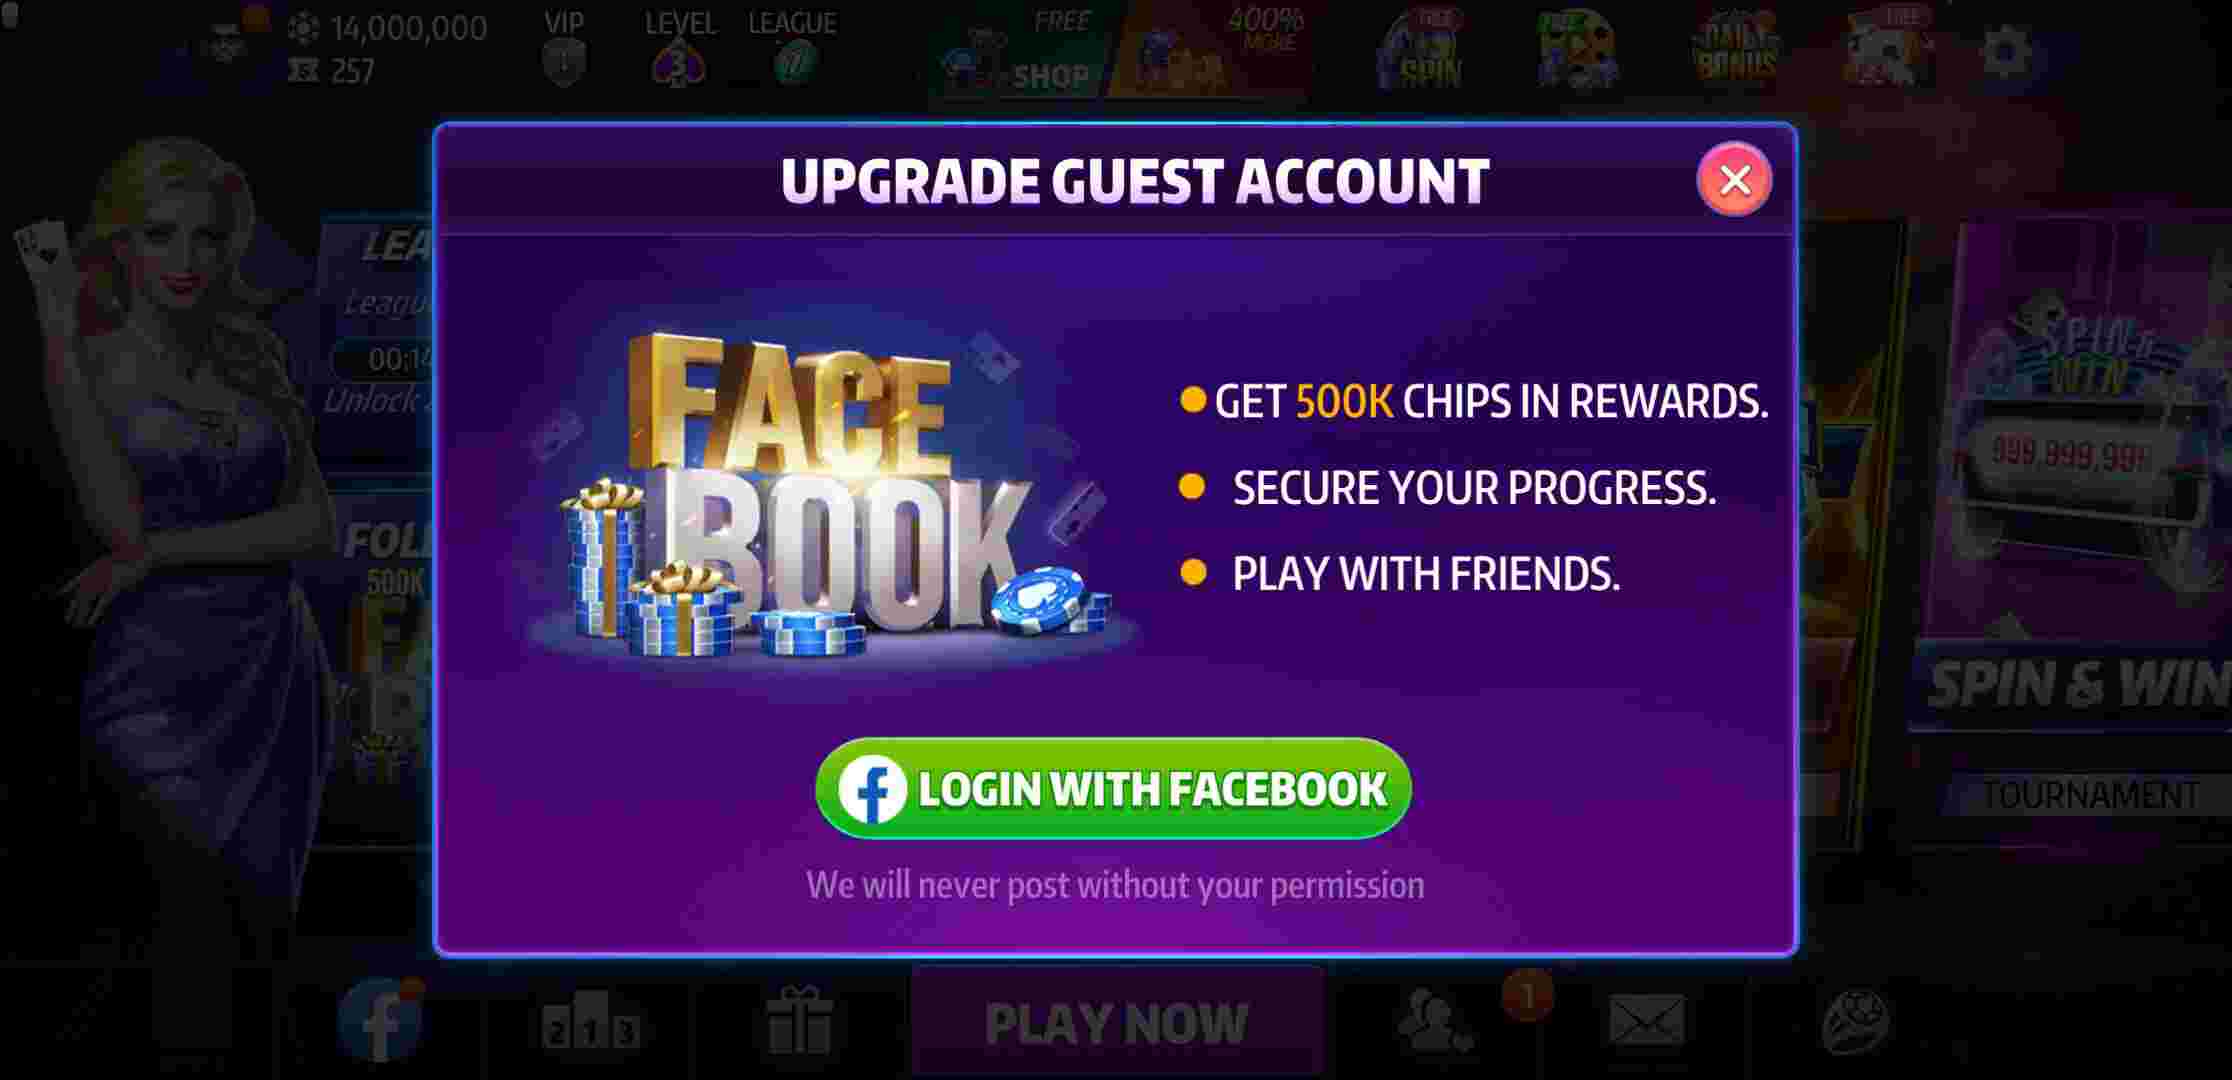 14,000,000
257
VIP
LEVEL
3
LEAGUE
FREE
SHOP
400%
MORE
FREE
SPIN
FREE
DAILY
BONUS
FREE
UPGRADE GUEST ACCOUNT
FACE
BOOK
GET 500K CHIPS IN REWARDS.
SECURE YOUR PROGRESS.
PLAY WITH FRIENDS.
LOGIN WITH FACEBOOK
We will never post without your permission
LEA
Leagu
00:14
Unlock
FOL
500K
SPIN &
WIN
999,999,99
SPIN & WIN
TOURNAMENT
2 1 3
PLAY NOW
1